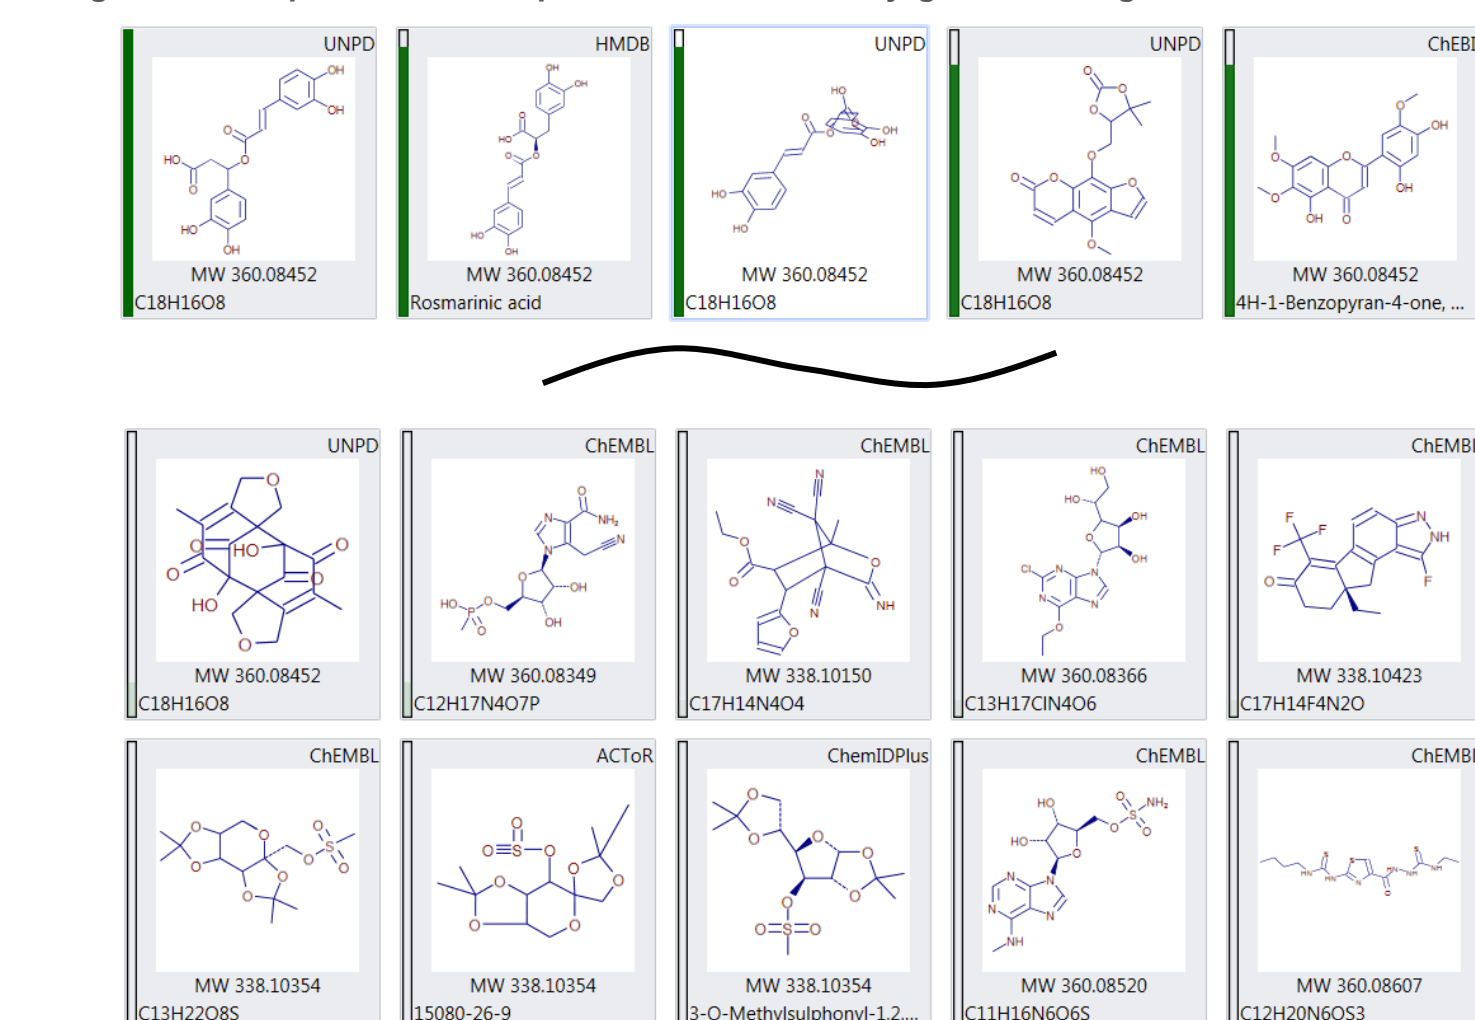 UNPD HMDB UNPD UNPD ChEBI
MW 360.08452 MW 360.08452 MW 360.08452 MW 360.08452 MW 360.08452
C18H16O8 Rosmarinic acid C18H16O8 C18H16O8 4H-1-Benzopyran-4-one, ...
UNPD ChEMBL ChEMBL ChEMBL ChEMBL
MW 360.08452 MW 360.08349 MW 338.10150 MW 360.08366 MW 338.10423
C18H16O8 C12H17N4O7P C17H14N4O4 C13H17ClN4O6 C17H14F4N2O
ChEMBL ACToR ChemIDPlus ChEMBL ChEMBL
MW 338.10354 MW 338.10354 MW 338.10354 MW 360.08520 MW 360.08607
C13H22O8S 15080-26-9 3-O-Methylsulphonyl-1,2,... C11H16N6O6S C12H20N6OS3